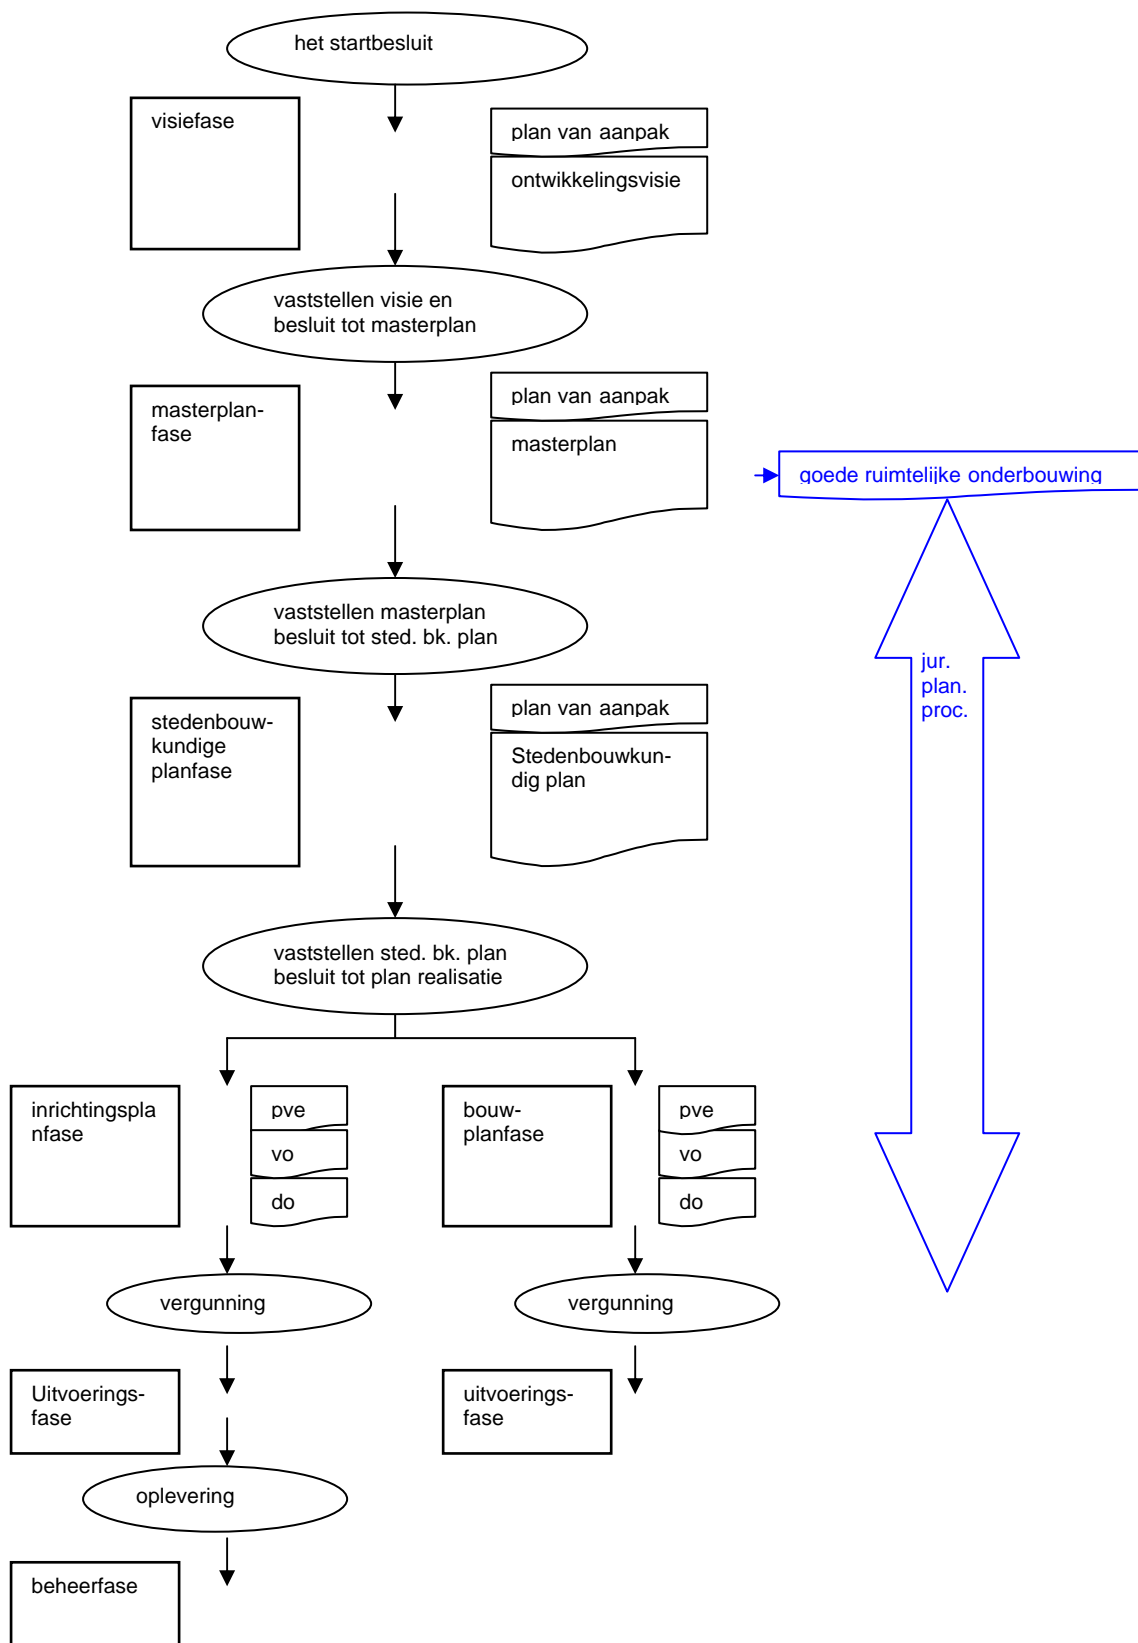 het startbesluit
visiefase
plan van aanpak
ontwikkelingsvisie
vaststellen visie en
besluit tot masterplan
masterplan-
fase
plan van aanpak
masterplan
goede ruimtelijke onderbouwing
vaststellen masterplan
besluit tot sted. bk. plan
jur.
plan.
proc.
stedenbouw-
kundige
planfase
plan van aanpak
Stedenbouwkun-
dig plan
vaststellen sted. bk. plan
besluit tot plan realisatie
inrichtingspla
nfase
pve
vo
do
bouw-
planfase
pve
vo
do
vergunning
vergunning
Uitvoerings-
fase
uitvoerings-
fase
oplevering
beheerfase